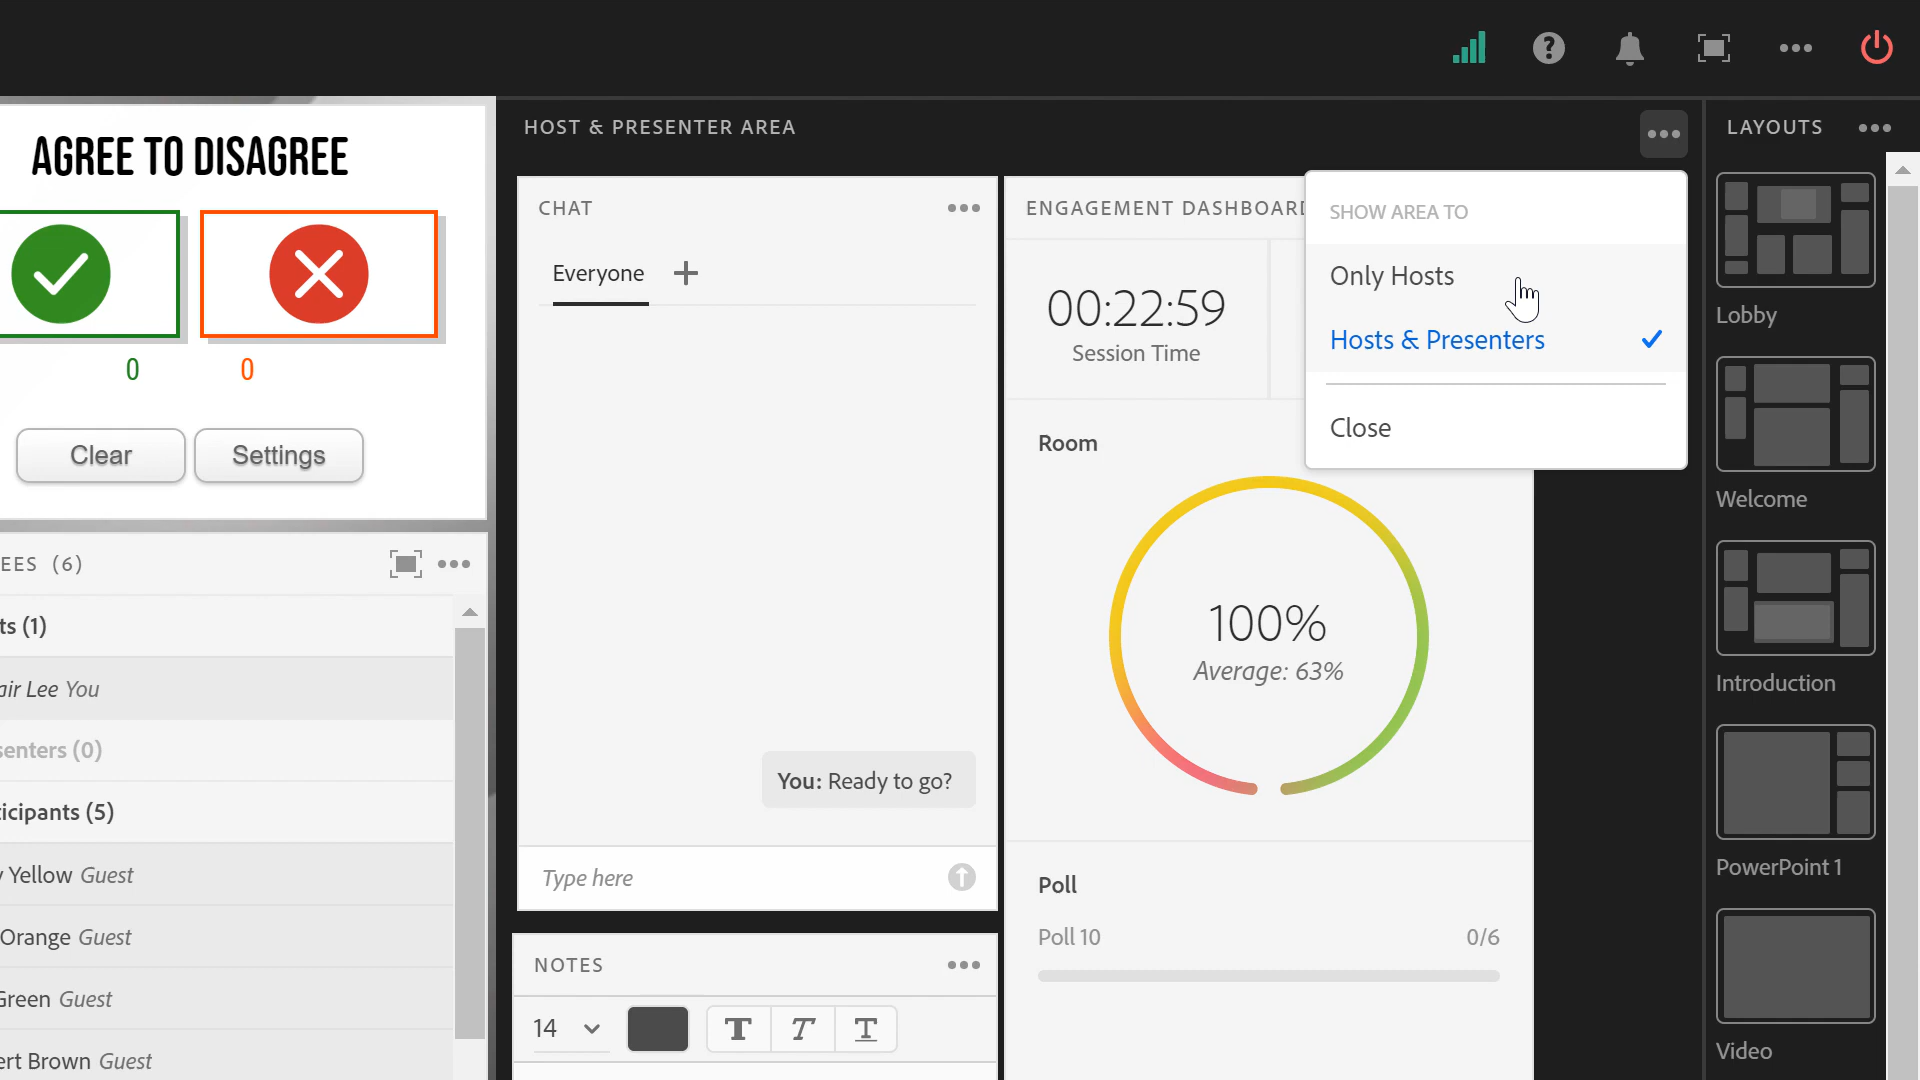 AGREE TO DISAGREE
0
0
Clear
Settings
EES (6)
ts (1)
air Lee You
senters (0)
icipants (5)
Yellow Guest
Orange Guest
Green Guest
ert Brown Guest
HOST & PRESENTER AREA
CHAT
Everyone
You: Ready to go?
Type here
NOTES
14
T T T
ENGAGEMENT DASHBOARD
00:22:59
Session Time
Room
100%
Average: 63%
Poll
Poll 10
0/6
SHOW AREA TO
Only Hosts
Hosts & Presenters
Close
LAYOUTS
Lobby
Welcome
Introduction
PowerPoint 1
Video